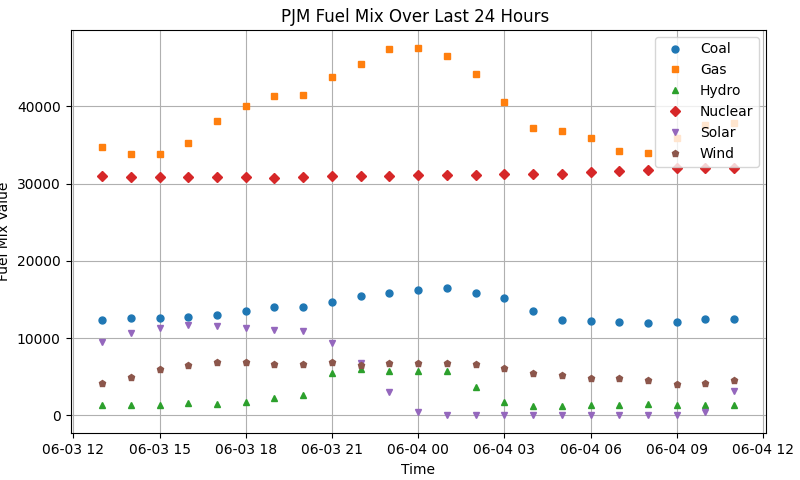 PJM Fuel Mix Over Last 24 Hours
Coal
Gas
Hydro
Nuclear
Solar
Wind
40000
30000
20000
10000
0
Fuel Mix Value
06-03 12 06-03 15 06-03 18 06-03 21 06-04 00 06-04 03 06-04 06 06-04 09 06-04 12
Time